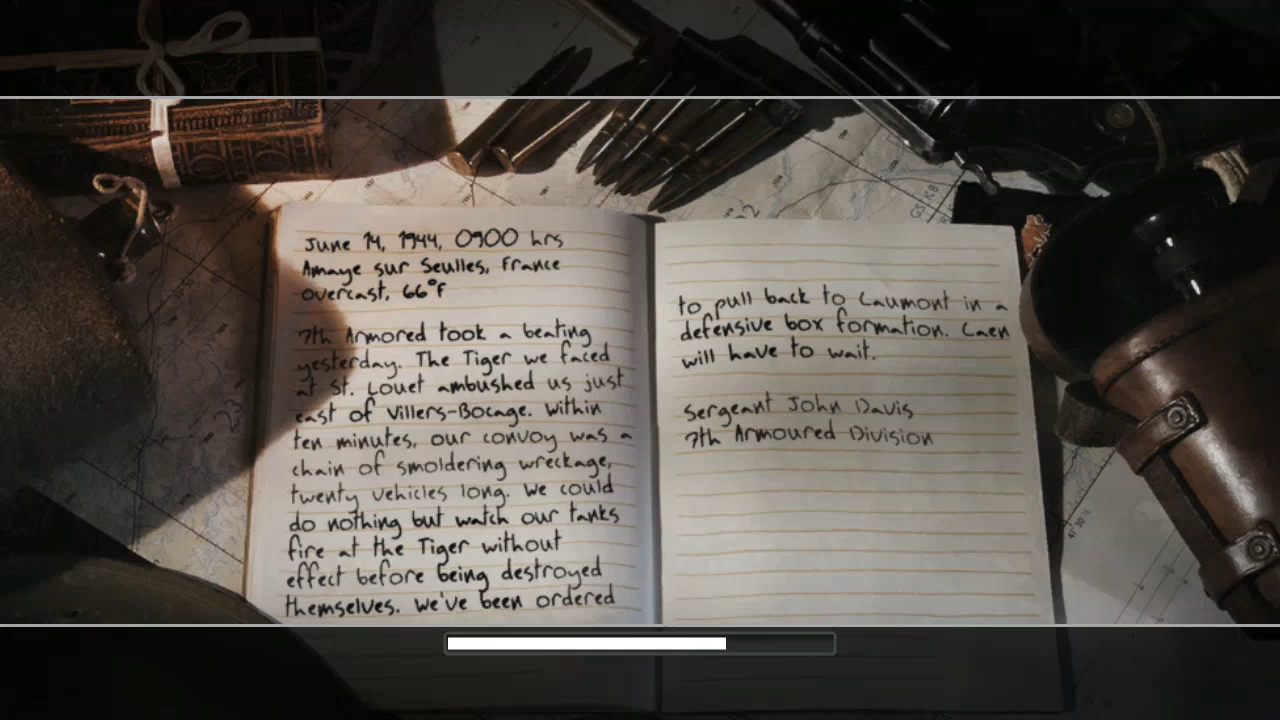 June 14, 1944, 0900 hrs
Amaye sur Seulles, France
Overcast, 66°F
7th Armored took a beating
yesterday. The Tiger we faced
at St. Louet ambushed us just
east of Villers-Bocage. Within
ten minutes, our convoy was a
chain of smoldering wreckage,
twenty vehicles long. We could
do nothing but watch our tanks
fire at the Tiger without
effect before being destroyed
themselves. We've been ordered
to pull back to Caumont in a
defensive box formation. Caen
will have to wait.
Sergeant John Davis
7th Armoured Division